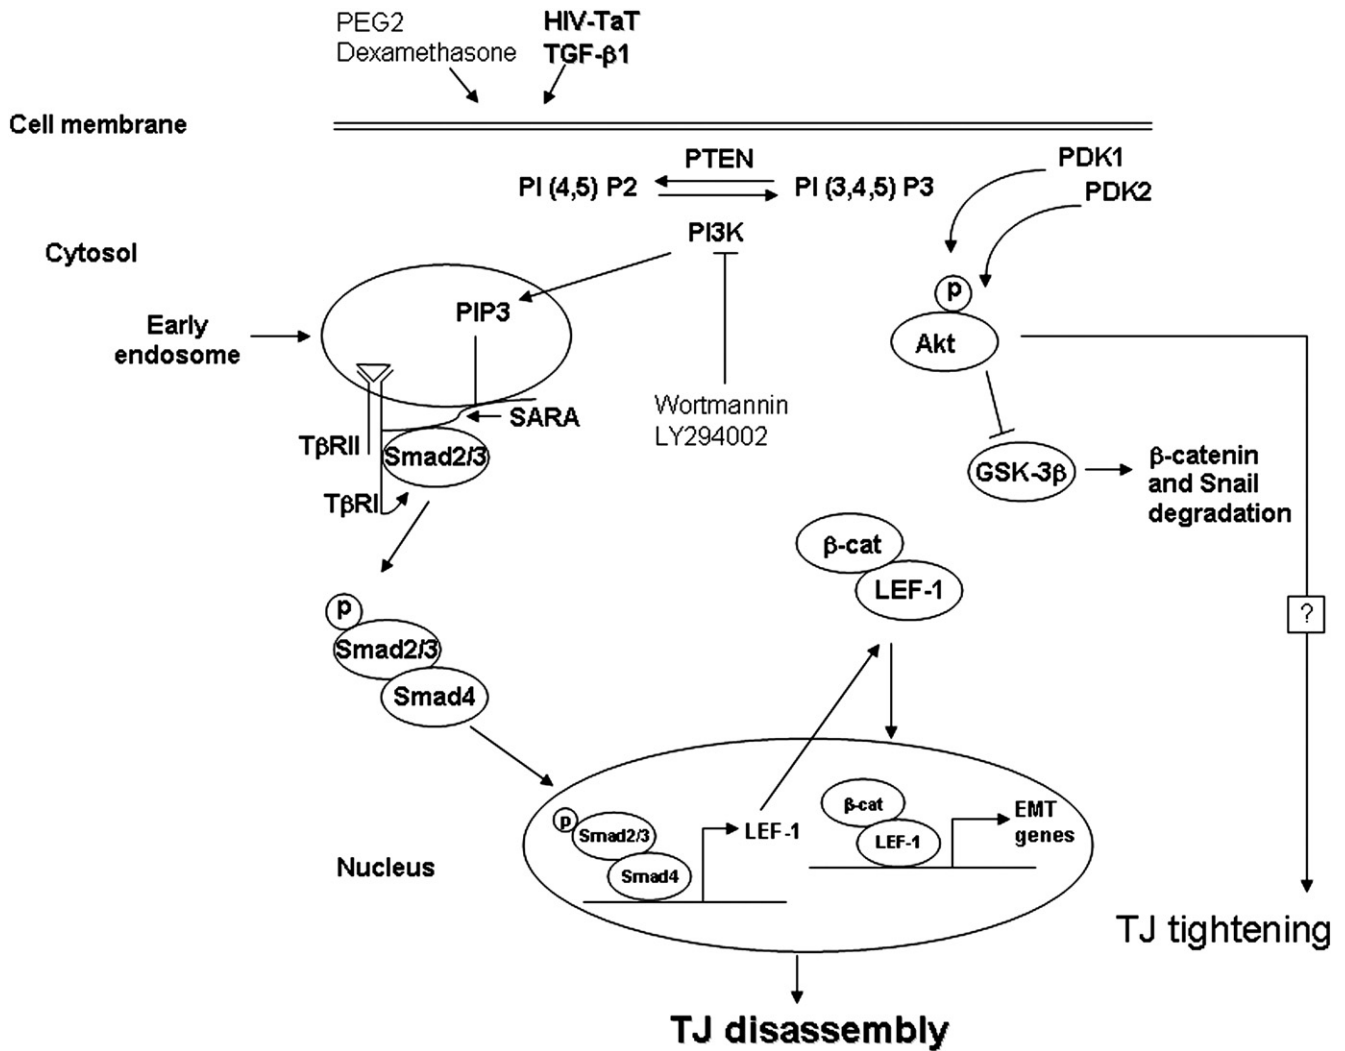 PEG2
Dexamethasone
HIV-TaT
TGF-β1
Cell membrane
PTEN
PI (4,5) P2
PI (3,4,5) P3
PDK1
PDK2
PI3K
Cytosol
PIP3
p
Akt
Early
endosome
Wortmannin
LY294002
SARA
TβRII
Smad2/3
TβRI
GSK-3β
β-catenin
and Snail
degradation
β-cat
LEF-1
p
Smad2/3
Smad4
?
p
Smad2/3
Smad4
LEF-1
β-cat
LEF-1
EMT
genes
Nucleus
TJ tightening
TJ disassembly